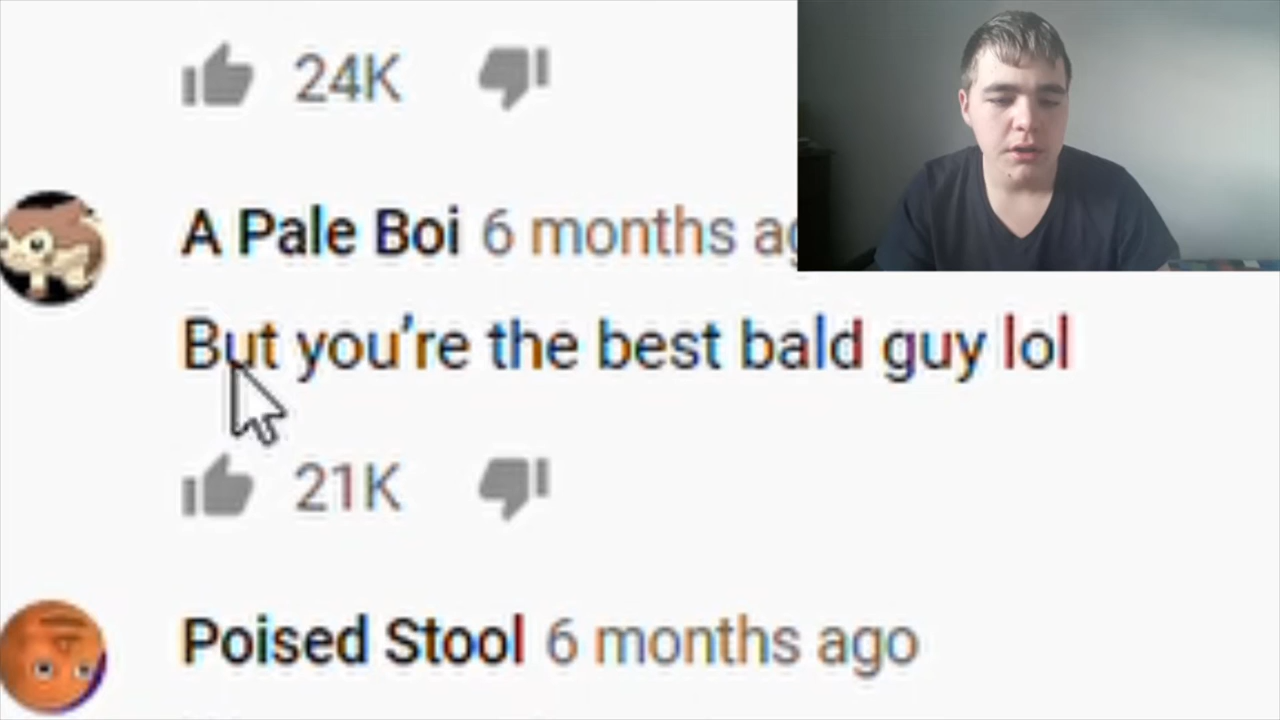 24K
A Pale Boi 6 months ag
But you're the best bald guy lol
21K
Poised Stool 6 months ago